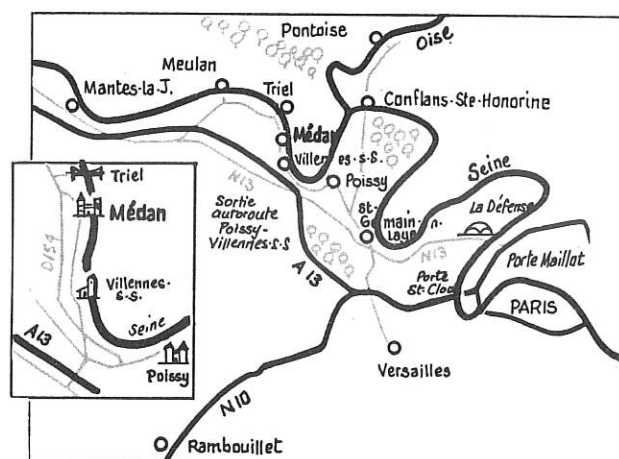 Pontoise
Oise
Meulan
Mantes-la-J.
Triel
Conflans-Ste-Honorine
Médan
Villennes-s.s.
N13
Poissy
Seine
Sortie
autoroute
Poissy-
Villennes-S.S
St-
Germain
Laye
La Défense
A13
N13
Porte Maillot
Porte
St-Cloud
PARIS
Versailles
N10
Rambouillet
Triel
Médan
D154
Villennes-
s.s.
Seine
A13
Poissy